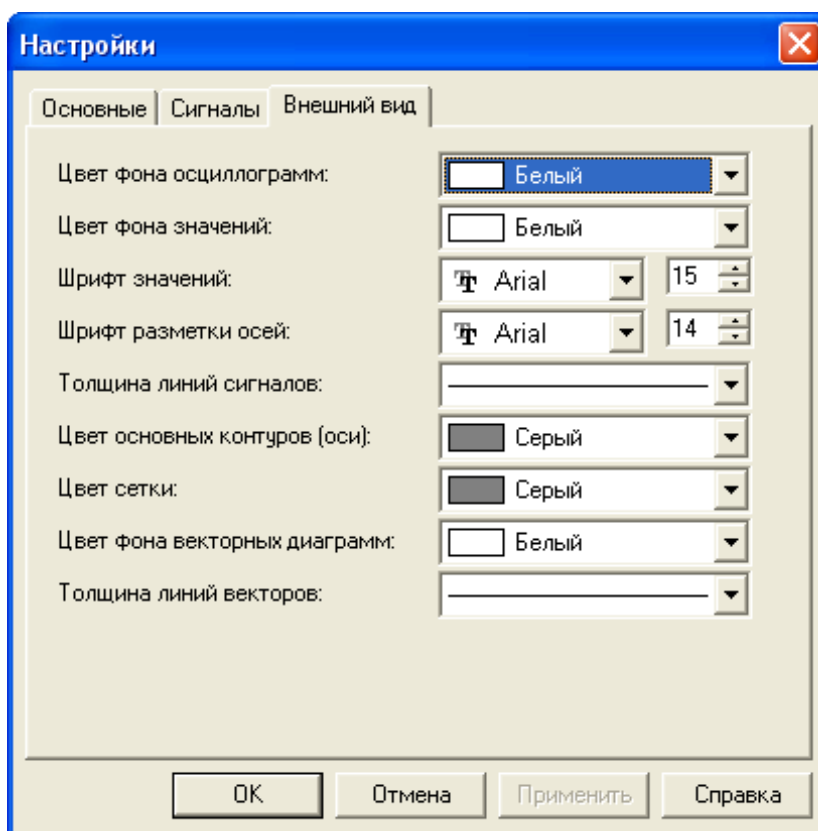 Настройки
Основные Сигналы Внешний вид
Цвет фона осциллограмм: Белый
Цвет фона значений: Белый
Шрифт значений: Arial 15
Шрифт разметки осей: Arial 14
Толщина линий сигналов:
Цвет основных контуров (оси): Серый
Цвет сетки: Серый
Цвет фона векторных диаграмм: Белый
Толщина линий векторов:
OK Отмена Применить Справка